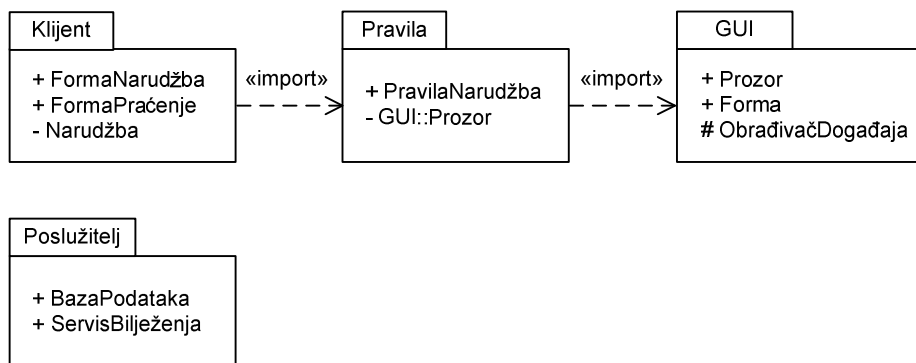 Klijent
+ FormaNarudžba
+ FormaPraćenje
- Narudžba
«import»
Pravila
+ PravilaNarudžba
- GUI::Prozor
«import»
GUI
+ Prozor
+ Forma
# ObrađivačDogađaja
Poslužitelj
+ BazaPodataka
+ ServisBilježenja